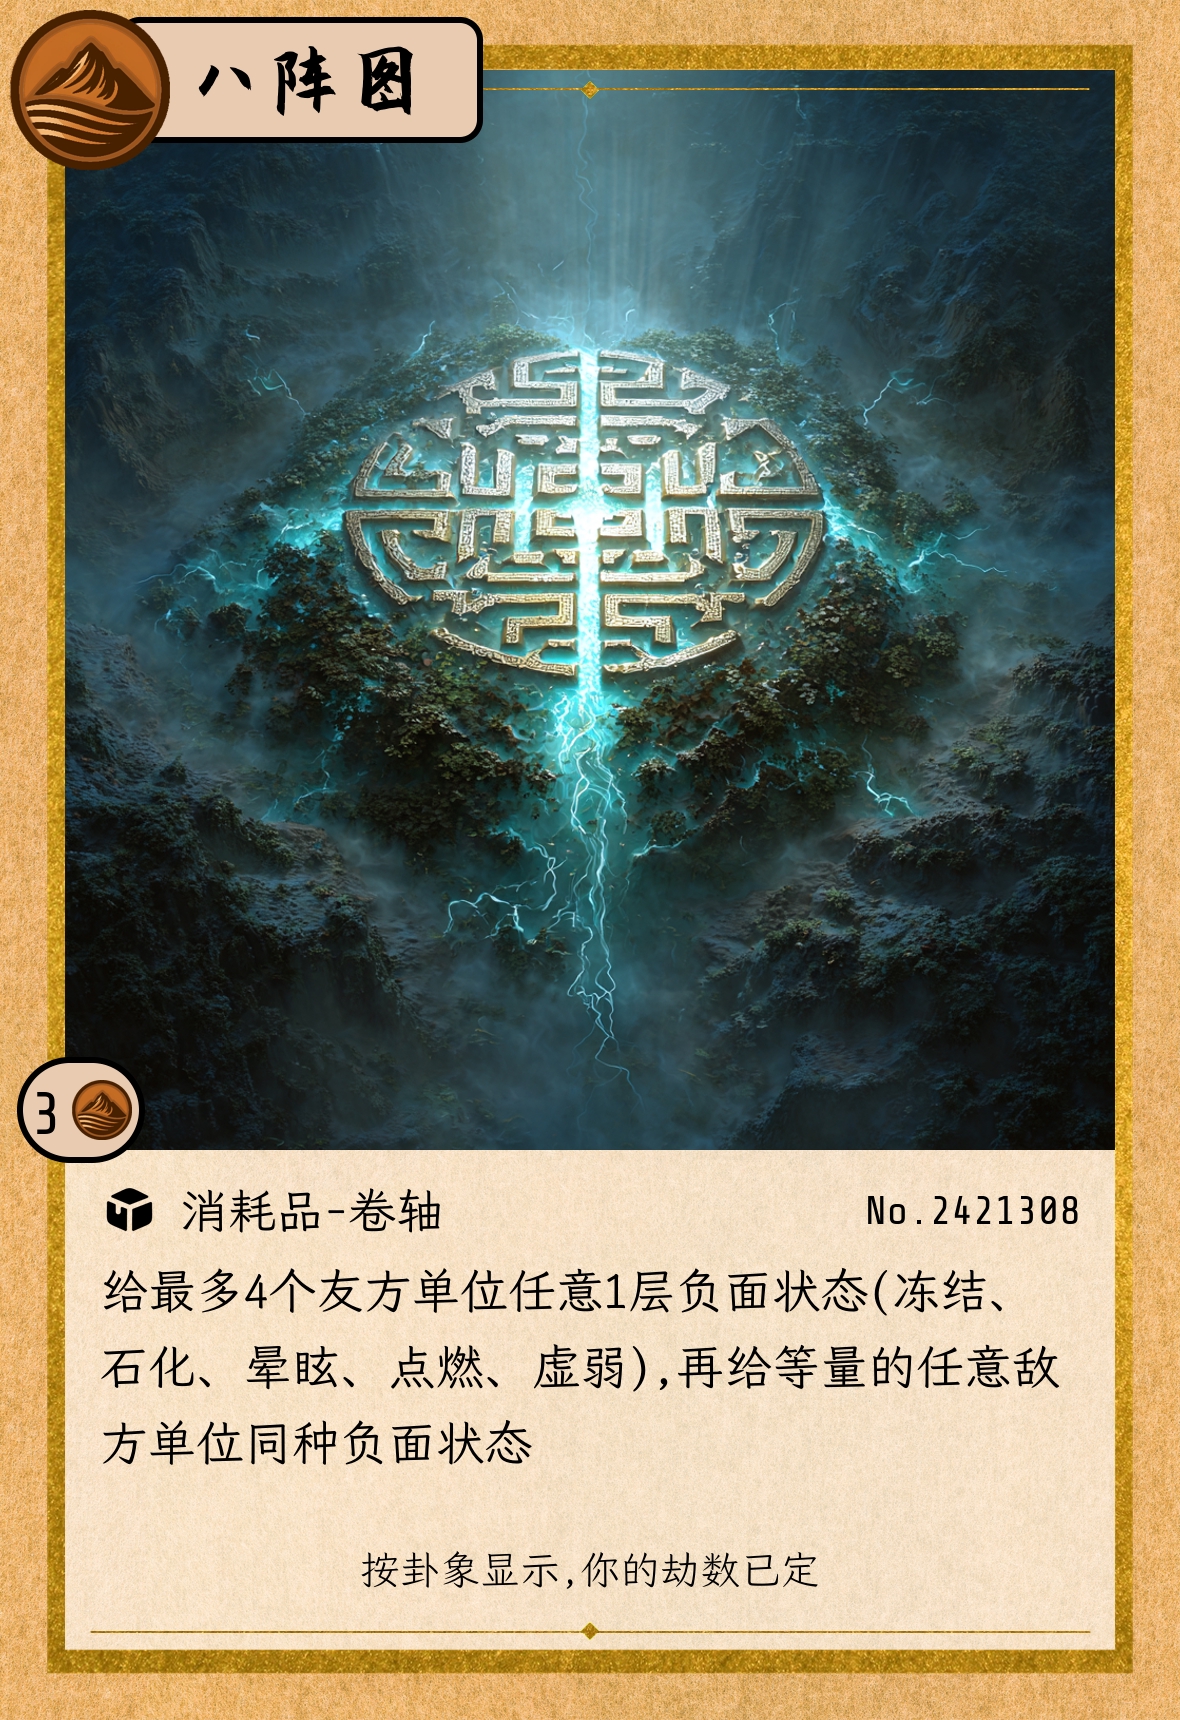 八阵图
3
消耗品-卷轴
No.2421308
给最多4个友方单位任意1层负面状态(冻结、
石化、晕眩、点燃、虚弱),再给等量的任意敌
方单位同种负面状态
按卦象显示,你的劫数已定